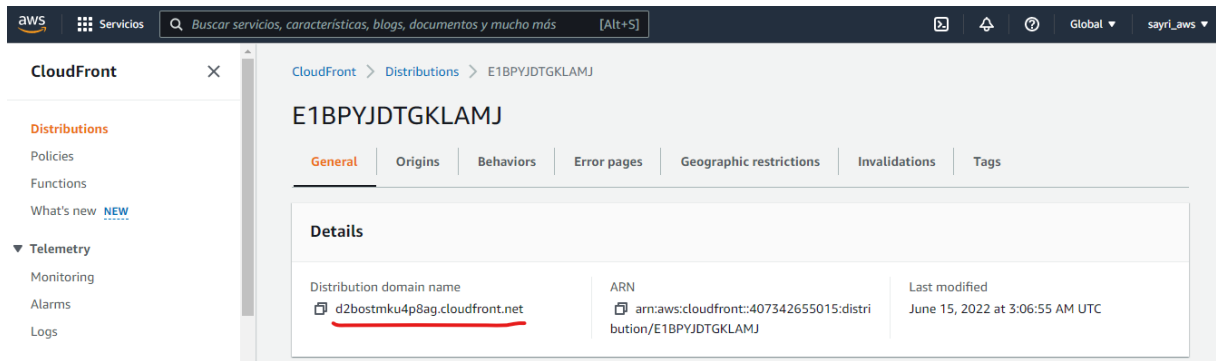 aws
Servicios
Buscar servicios, características, blogs, documentos y mucho más [Alt+S]
Global
sayri_aws
CloudFront
Distributions
Policies
Functions
What's new NEW
Telemetry
Monitoring
Alarms
Logs
CloudFront > Distributions > E1BPYJDTGKLAMJ
E1BPYJDTGKLAMJ
General Origins Behaviors Error pages Geographic restrictions Invalidations Tags
Details
Distribution domain name
d2bostmku4p8ag.cloudfront.net
ARN
arn:aws:cloudfront::407342655015:distri
bution/E1BPYJDTGKLAMJ
Last modified
June 15, 2022 at 3:06:55 AM UTC